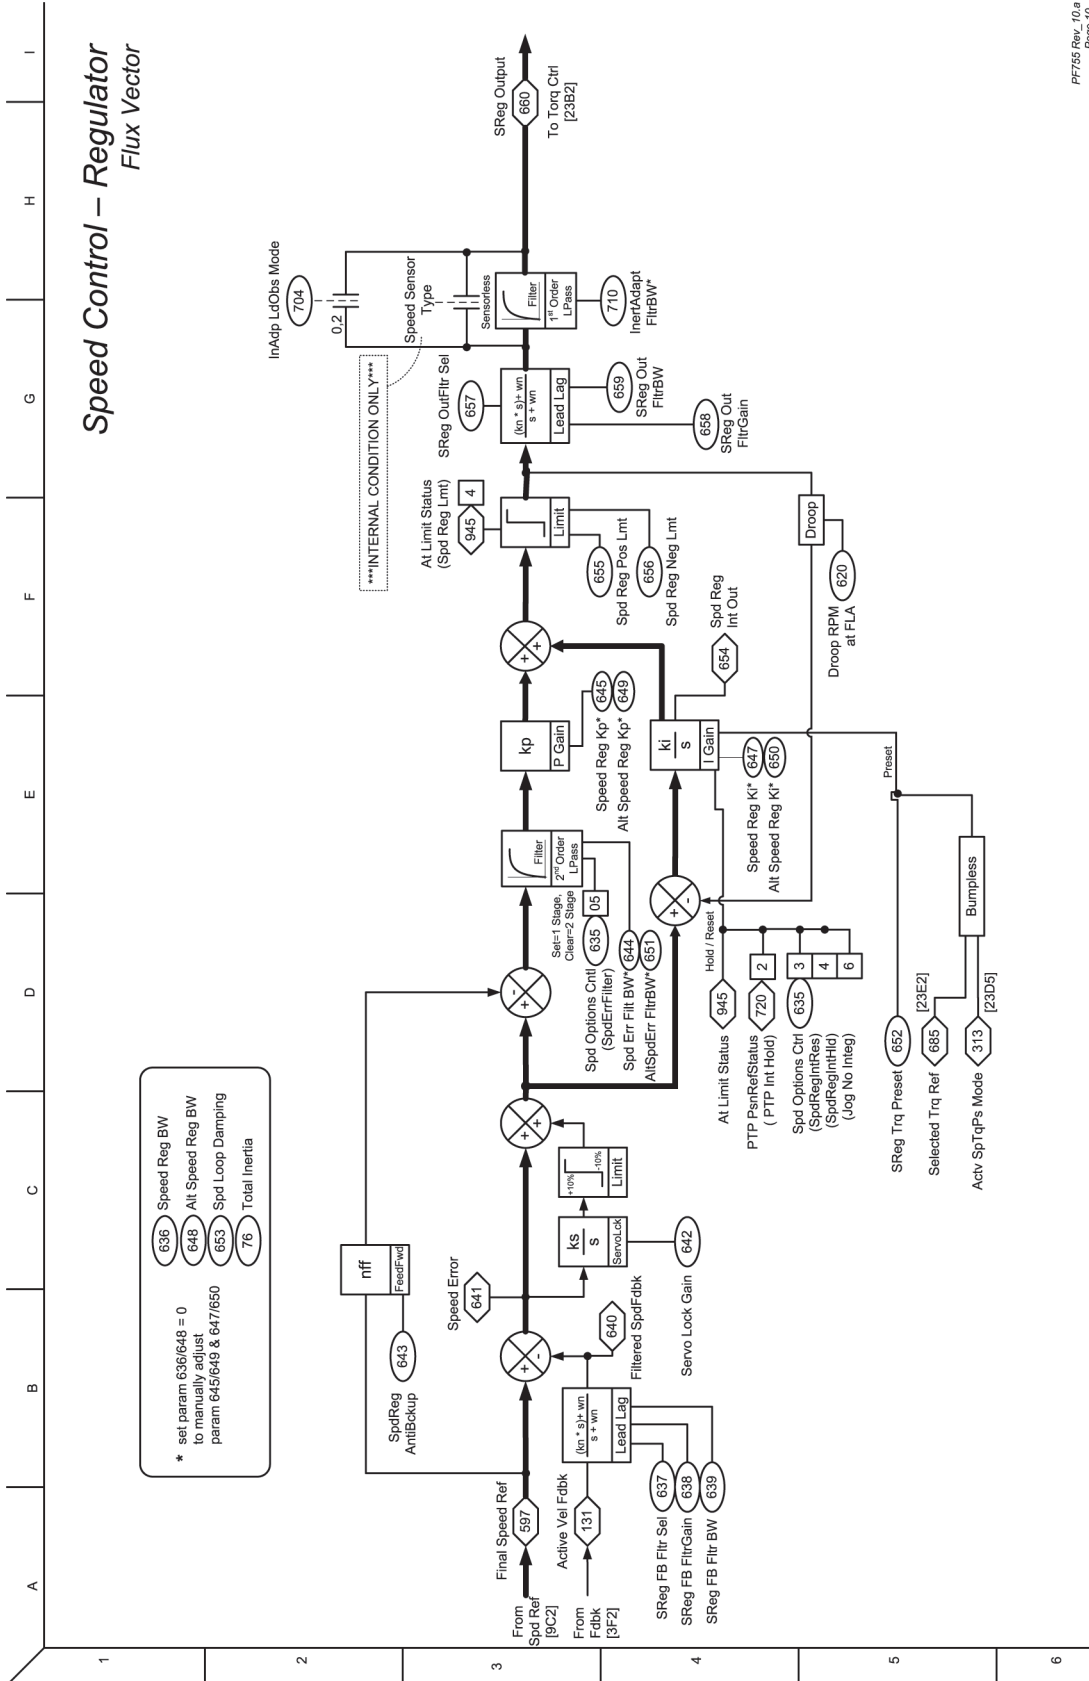 Speed Control – Regulator
Flux Vector
A
B
C
D
E
F
G
H
I
1
2
3
4
5
6
* set param 636/648 = 0
to manually adjust
param 645/649 & 647/650
636 Speed Reg BW
648 Alt Speed Reg BW
653 Spd Loop Damping
76 Total Inertia
From
Spd Ref
[9C2]
Final Speed Ref
597
From
Fdbk
[3F2]
Active Vel Fdbk
131
SReg FB Fltr Sel
637
SReg FB FltrGain
638
SReg FB Fltr BW
639
(kn * s)+ wn
s + wn
Lead Lag
SpdReg
AntiBckup
643
nff
FeedFwd
+
-
Speed Error
641
640
Filtered SpdFdbk
ks
s
ServoLck
642
Servo Lock Gain
+10%
-10%
Limit
+
+
+
-
Set=1 Stage,
Clear=2 Stage
Spd Options Cntl
(SpdErrFilter)
635
05
Spd Err Filt BW*
644
AltSpdErr FltrBW*
651
Filter
2nd Order
LPass
+
-
kp
P Gain
Speed Reg Kp*
645
Alt Speed Reg Kp*
649
ki
s
I Gain
Speed Reg Ki*
647
Alt Speed Reg Ki*
650
Hold / Reset
At Limit Status
945
PTP PsnRefStatus
( PTP Int Hold)
720
2
Spd Options Ctrl
(SpdRegIntRes)
(SpdRegIntHld)
(Jog No Integ)
635
3
4
6
SReg Trq Preset
652
Selected Trq Ref
685
[23E2]
Actv SpTqPs Mode
313
[23D5]
Bumpless
Preset
+
+
654
Spd Reg
Int Out
At Limit Status
(Spd Reg Lmt)
945
4
Limit
655
Spd Reg Pos Lmt
656
Spd Reg Neg Lmt
Droop
620
Droop RPM
at FLA
SReg OutFltr Sel
657
(kn * s)+ wn
s + wn
Lead Lag
659
SReg Out
FltrBW
658
SReg Out
FltrGain
***INTERNAL CONDITION ONLY***
InAdp LdObs Mode
704
0,2
Speed Sensor
Type
Sensorless
Filter
1st Order
LPass
710
InertAdapt
FltrBW*
SReg Output
660
To Torq Ctrl
[23B2]
PF755 Rev_10.a